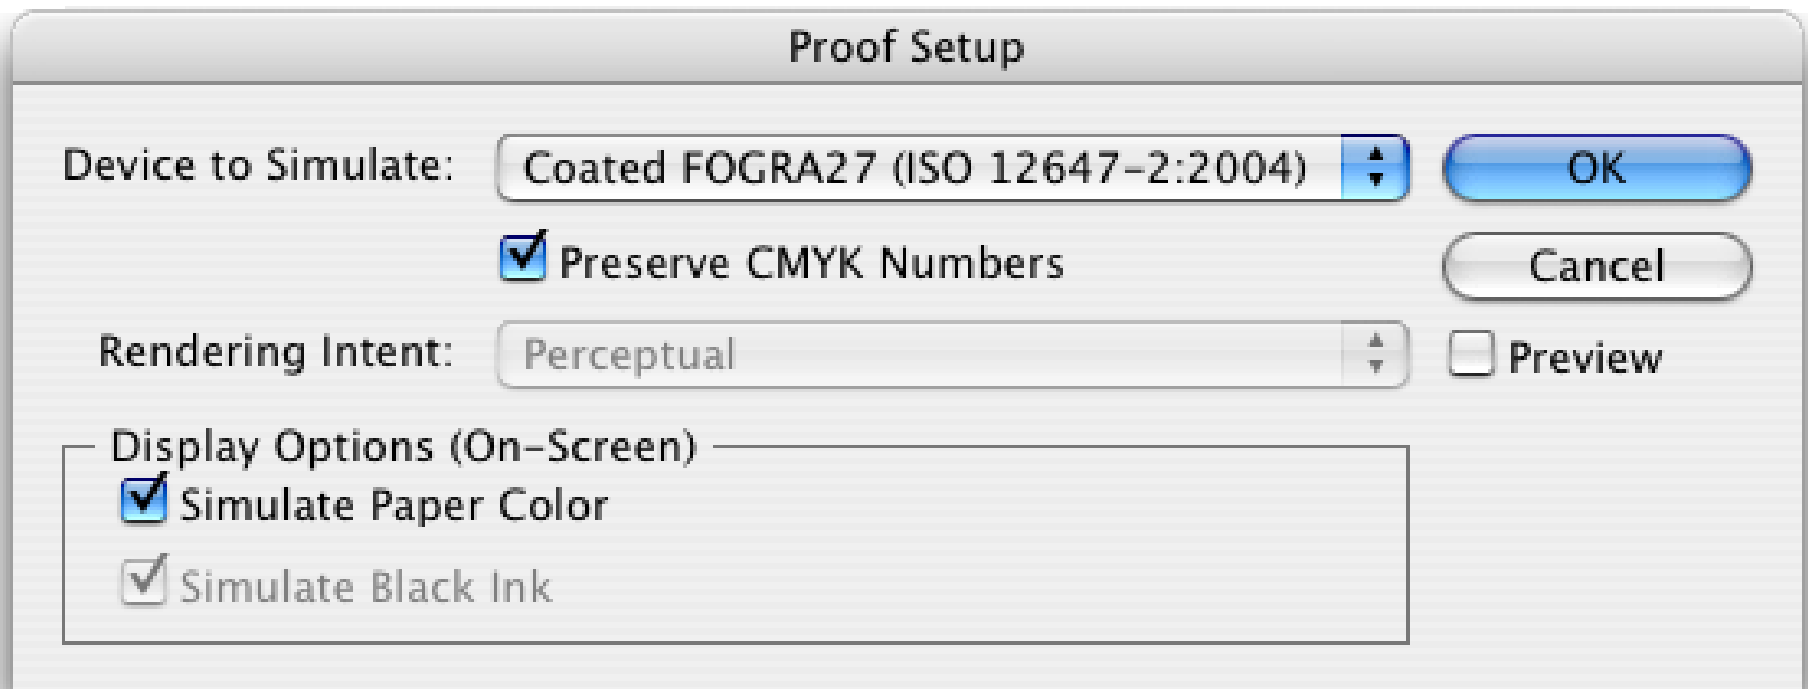 Proof Setup
Device to Simulate: Coated FOGRA27 (ISO 12647-2:2004) OK
Preserve CMYK Numbers Cancel
Rendering Intent: Perceptual Preview
Display Options (On-Screen)
Simulate Paper Color
Simulate Black Ink